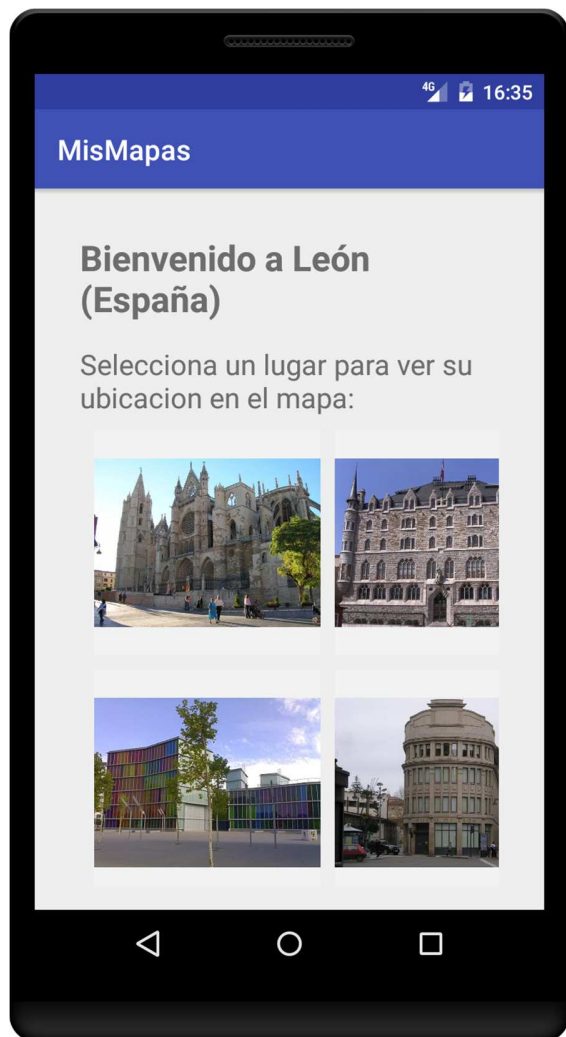 4G 16:35
MisMapas
Bienvenido a León
(España)
Selecciona un lugar para ver su
ubicacion en el mapa: